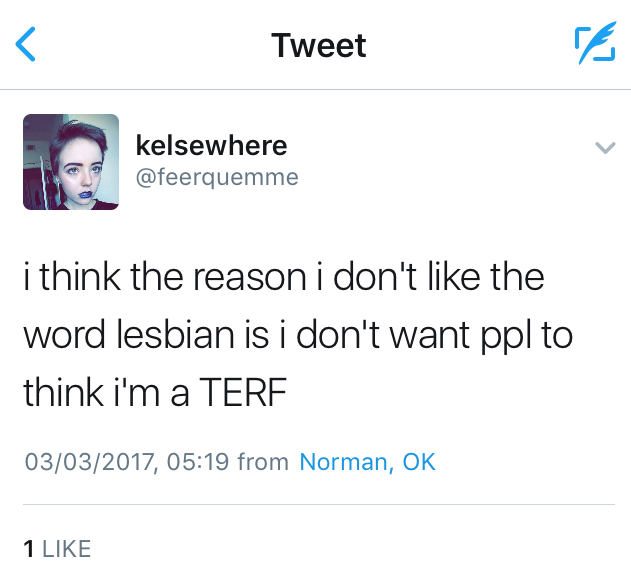 Tweet
kelsewhere
@feerquemme
i think the reason i don't like the
word lesbian is i don't want ppl to
think i'm a TERF
03/03/2017, 05:19 from Norman, OK
1 LIKE